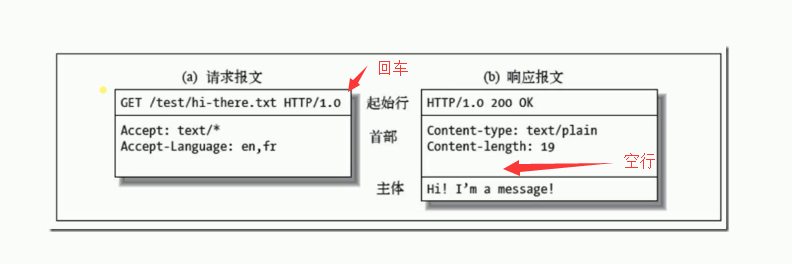 回车
(a) 请求报文
(b) 响应报文
GET /test/hi-there.txt HTTP/1.0
起始行
HTTP/1.0 200 OK
Accept: text/*
Accept-Language: en,fr
首部
Content-type: text/plain
Content-length: 19
空行
主体
Hi! I’m a message!